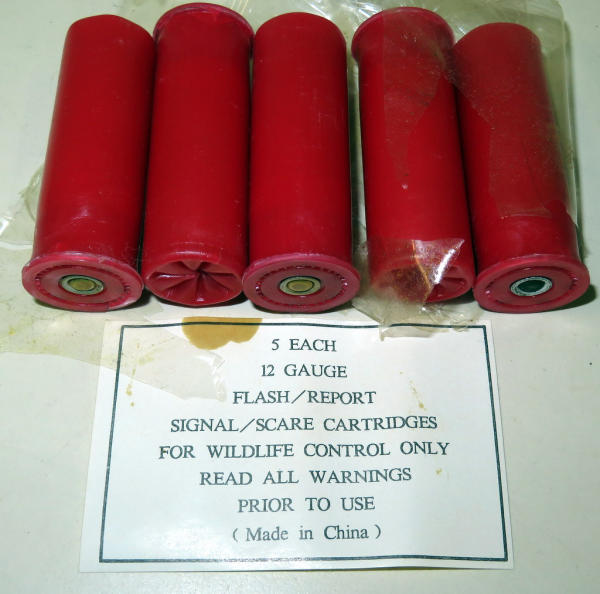 5 EACH
12 GAUGE
FLASH/REPORT
SIGNAL/SCARE CARTRIDGES
FOR WILDLIFE CONTROL ONLY
READ ALL WARNINGS
PRIOR TO USE
( Made in China )